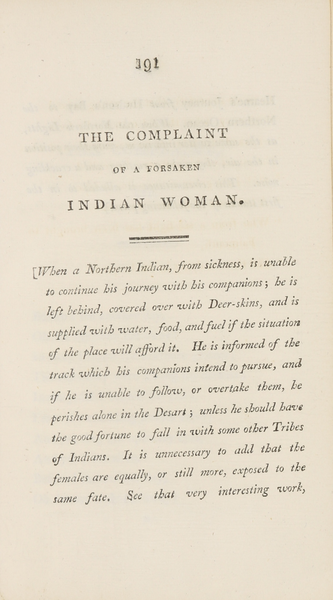 191
THE COMPLAINT
OF A FORSAKEN
INDIAN WOMAN.
[When a Northern Indian, from sickness, is unable
to continue his journey with his companions; he is
left behind, covered over with Deer-skins, and is
supplied with water, food, and fuel if the situation
of the place will afford it. He is informed of the
track which his companions intend to pursue, and
if he is unable to follow, or overtake them, he
perishes alone in the Desart; unless he should have
the good fortune to fall in with some other Tribes
of Indians. It is unnecessary to add that the
females are equally, or still more, exposed to the
same fate. See that very interesting work,